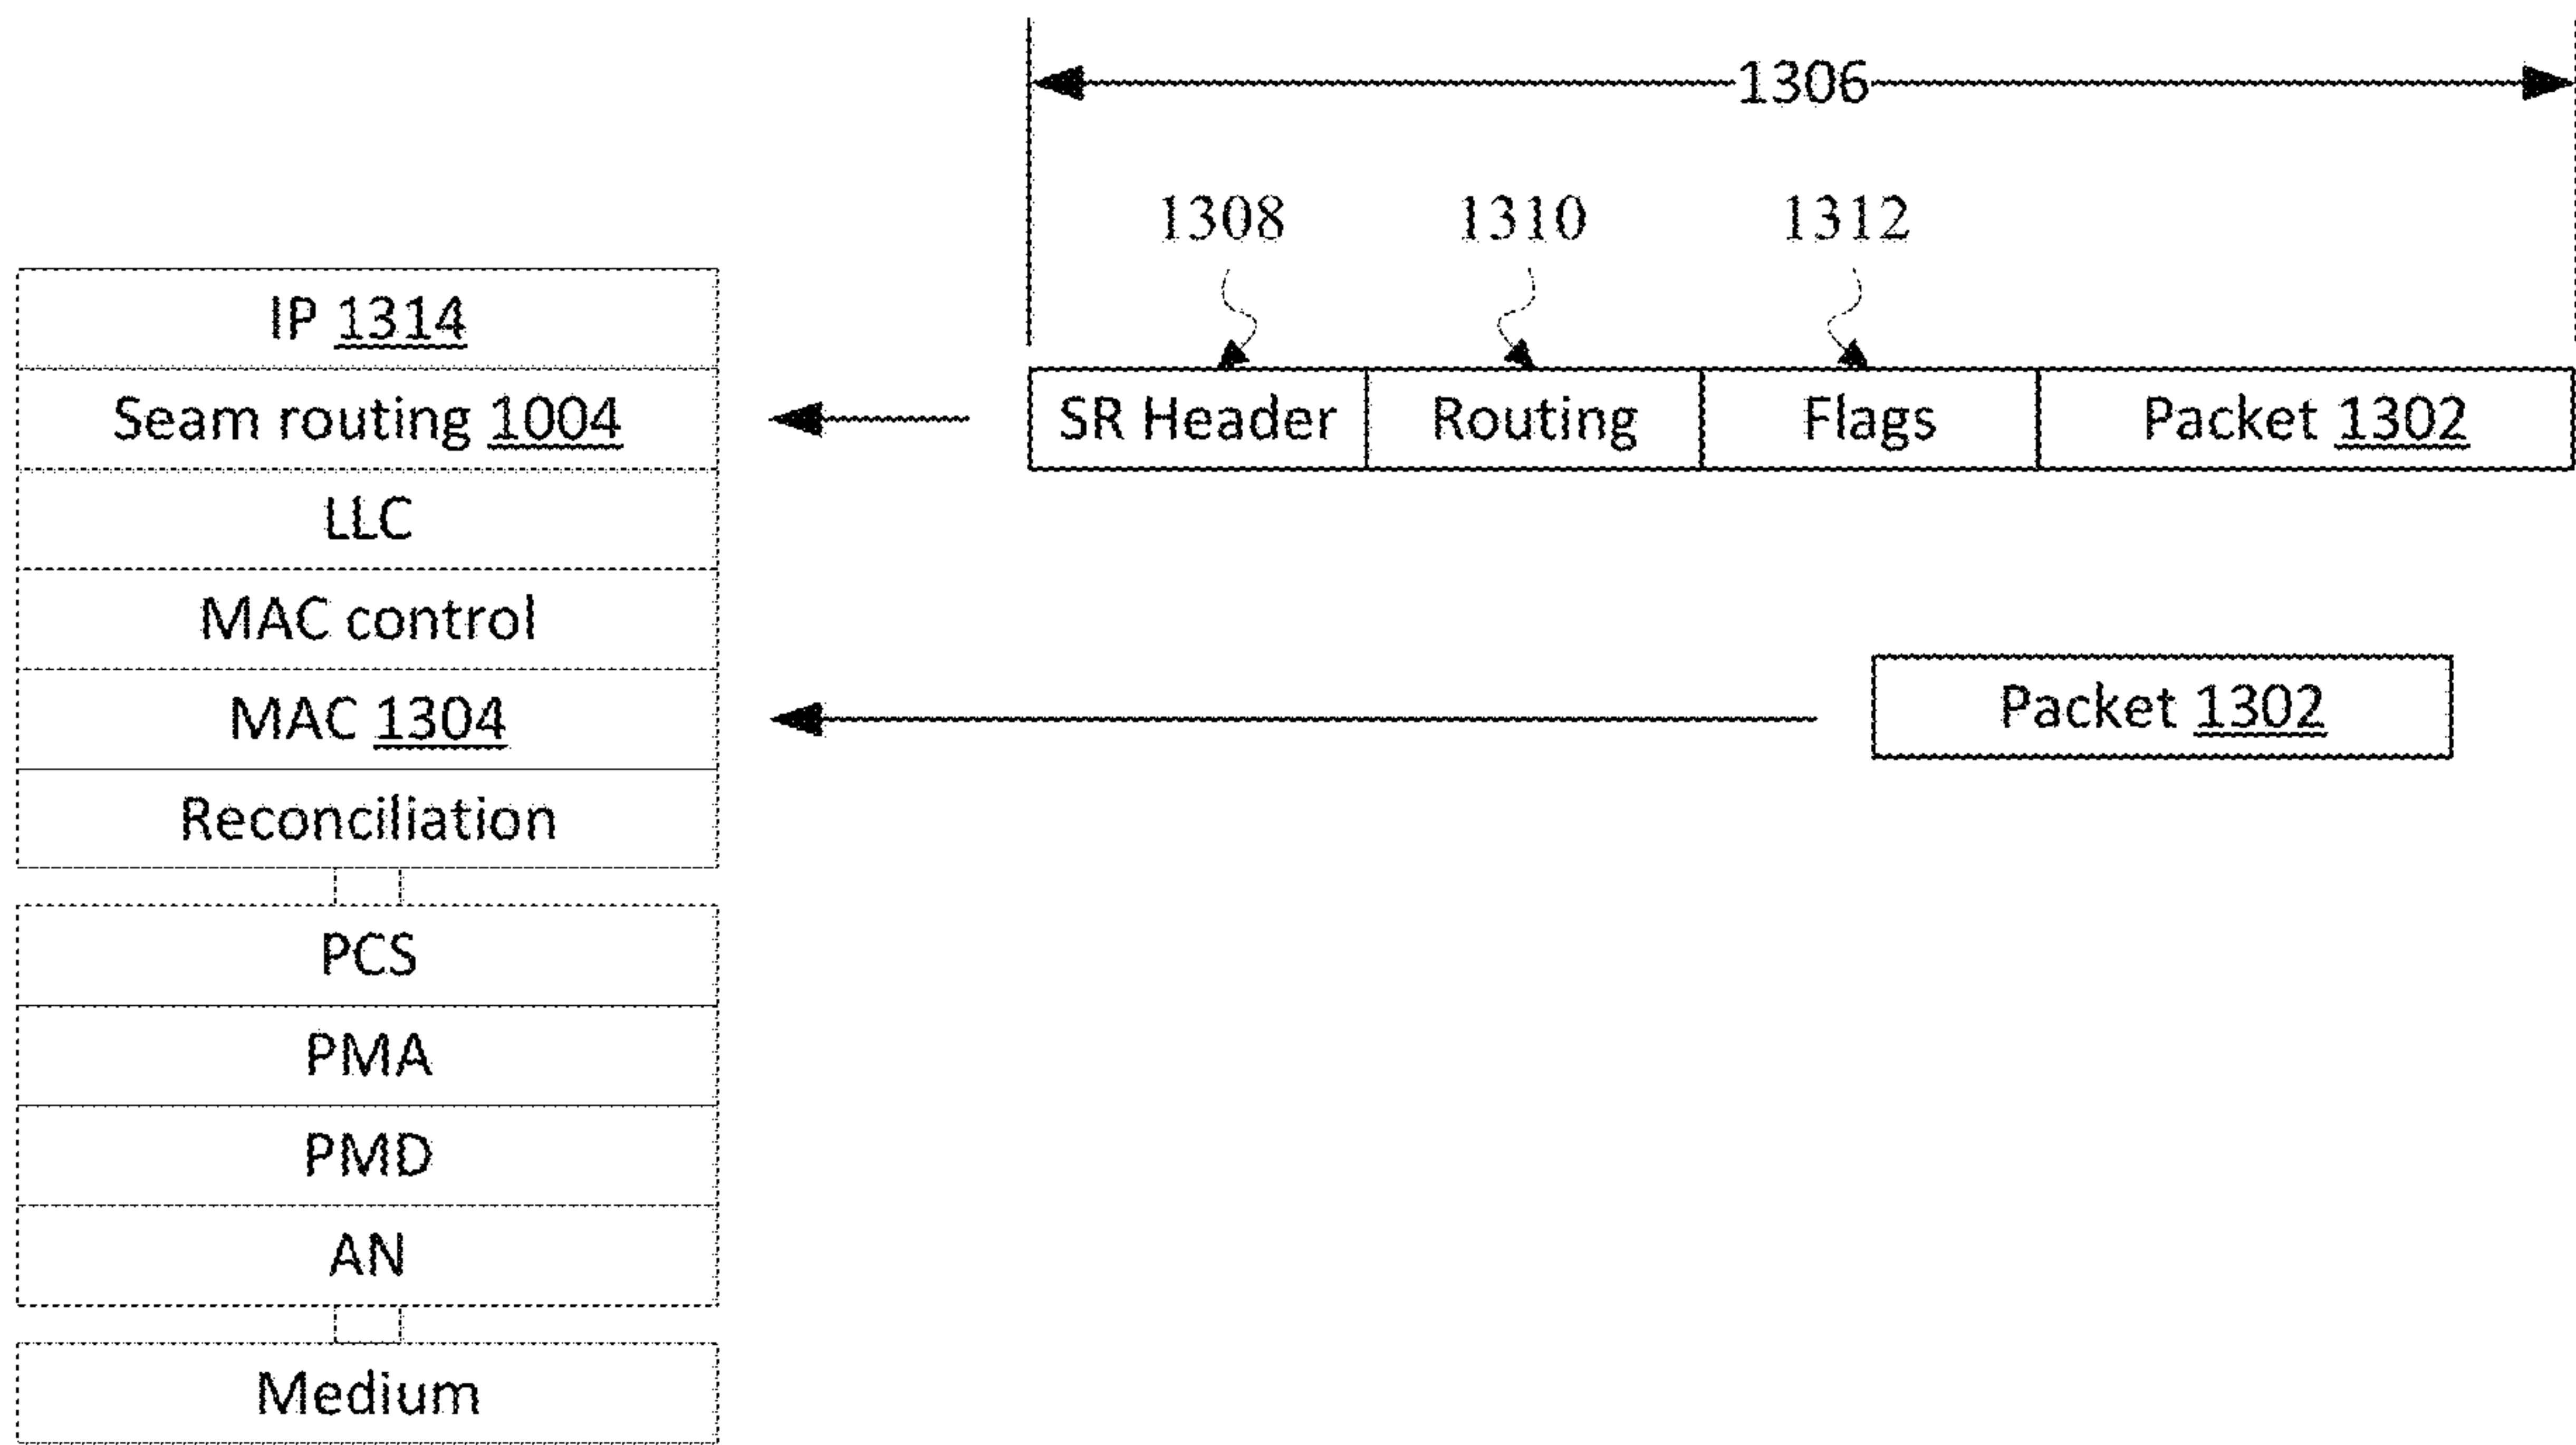 1306
1308 1310 1312
IP 1314
Seam routing 1004
SR Header Routing Flags Packet 1302
LLC
MAC control
MAC 1304
Packet 1302
Reconciliation
PCS
PMA
PMD
AN
Medium